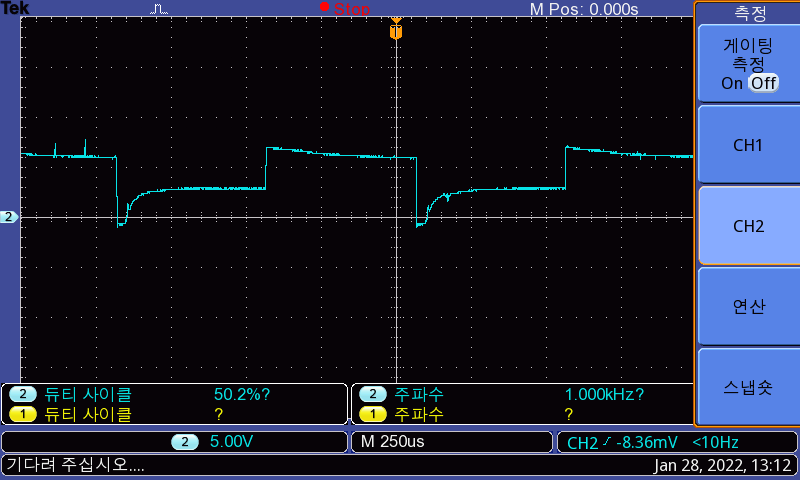 Tek Stop M Pos: 0.000s
측정
게이팅
측정
On Off
CH1
CH2
연산
스냅숏
2
2 듀티 사이클 50.2%? 2 주파수 1.000kHz?
1 듀티 사이클 ? 1 주파수 ?
2 5.00V M 250us CH2 -8.36mV <10Hz
기다려 주십시오.... Jan 28, 2022, 13:12